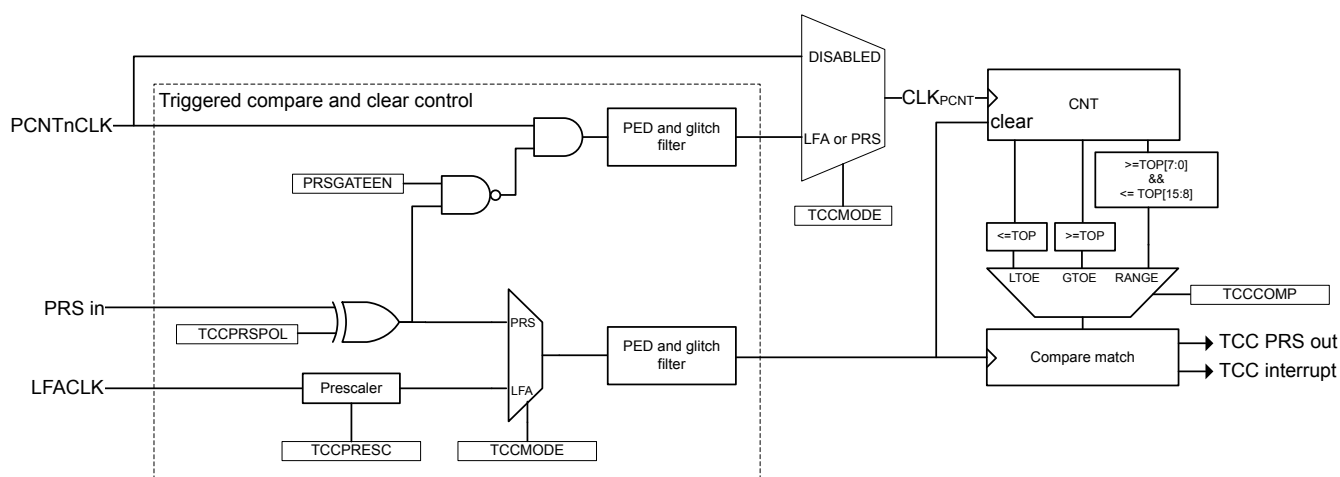 DISABLED
Triggered compare and clear control
PCNTnCLK
PED and glitch
filter
LFA or PRS
CLKPCNT
CNT
clear
>=TOP[7:0]
&&
<= TOP[15:8]
PRSGATEEN
TCCMODE
<=TOP
>=TOP
LTOE
GTOE
RANGE
TCCCOMP
PRS in
TCCPRSPOL
PRS
PED and glitch
filter
Compare match
TCC PRS out
TCC interrupt
LFACLK
Prescaler
LFA
TCCPRESC
TCCMODE